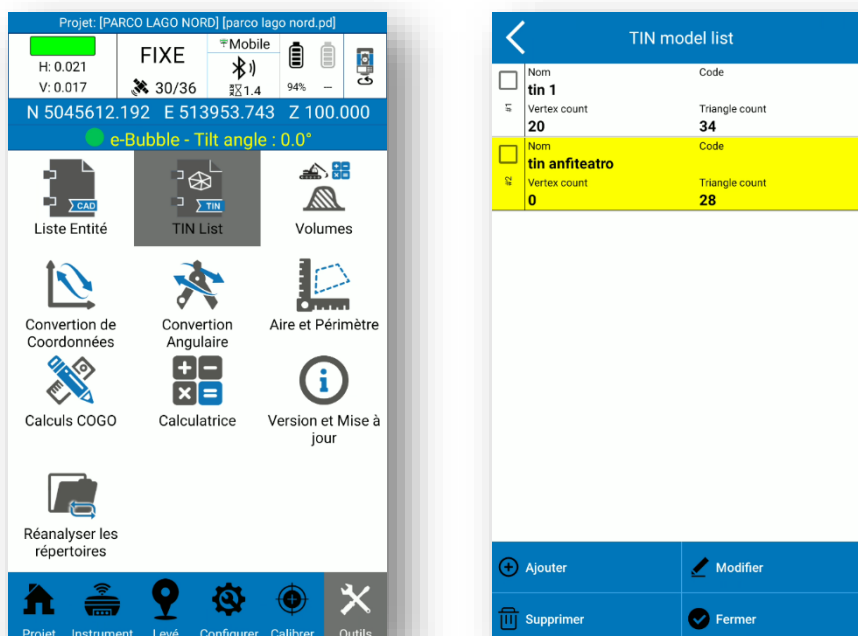 Projet: [PARCO LAGO NORD] [parco lago nord.pd]
H: 0.021
V: 0.017
FIXE
30/36
Mobile
1.4
94%
--
N 5045612.192 E 513953.743 Z 100.000
e-Bubble - Tilt angle : 0.0°
CAD
Liste Entité
TIN
TIN List
Volumes
Convertion de
Coordonnées
Convertion
Angulaire
Aire et Périmètre
Calculs COGO
Calculatrice
Version et Mise à
jour
Réanalyser les
répertoires
Projet Instrument Levé Configurer Calibrer Outils
TIN model list
Nom Code
tin 1
#1
Vertex count Triangle count
20 34
Nom Code
tin anfiteatro
#2
Vertex count Triangle count
0 28
Ajouter Modifier
Supprimer Fermer